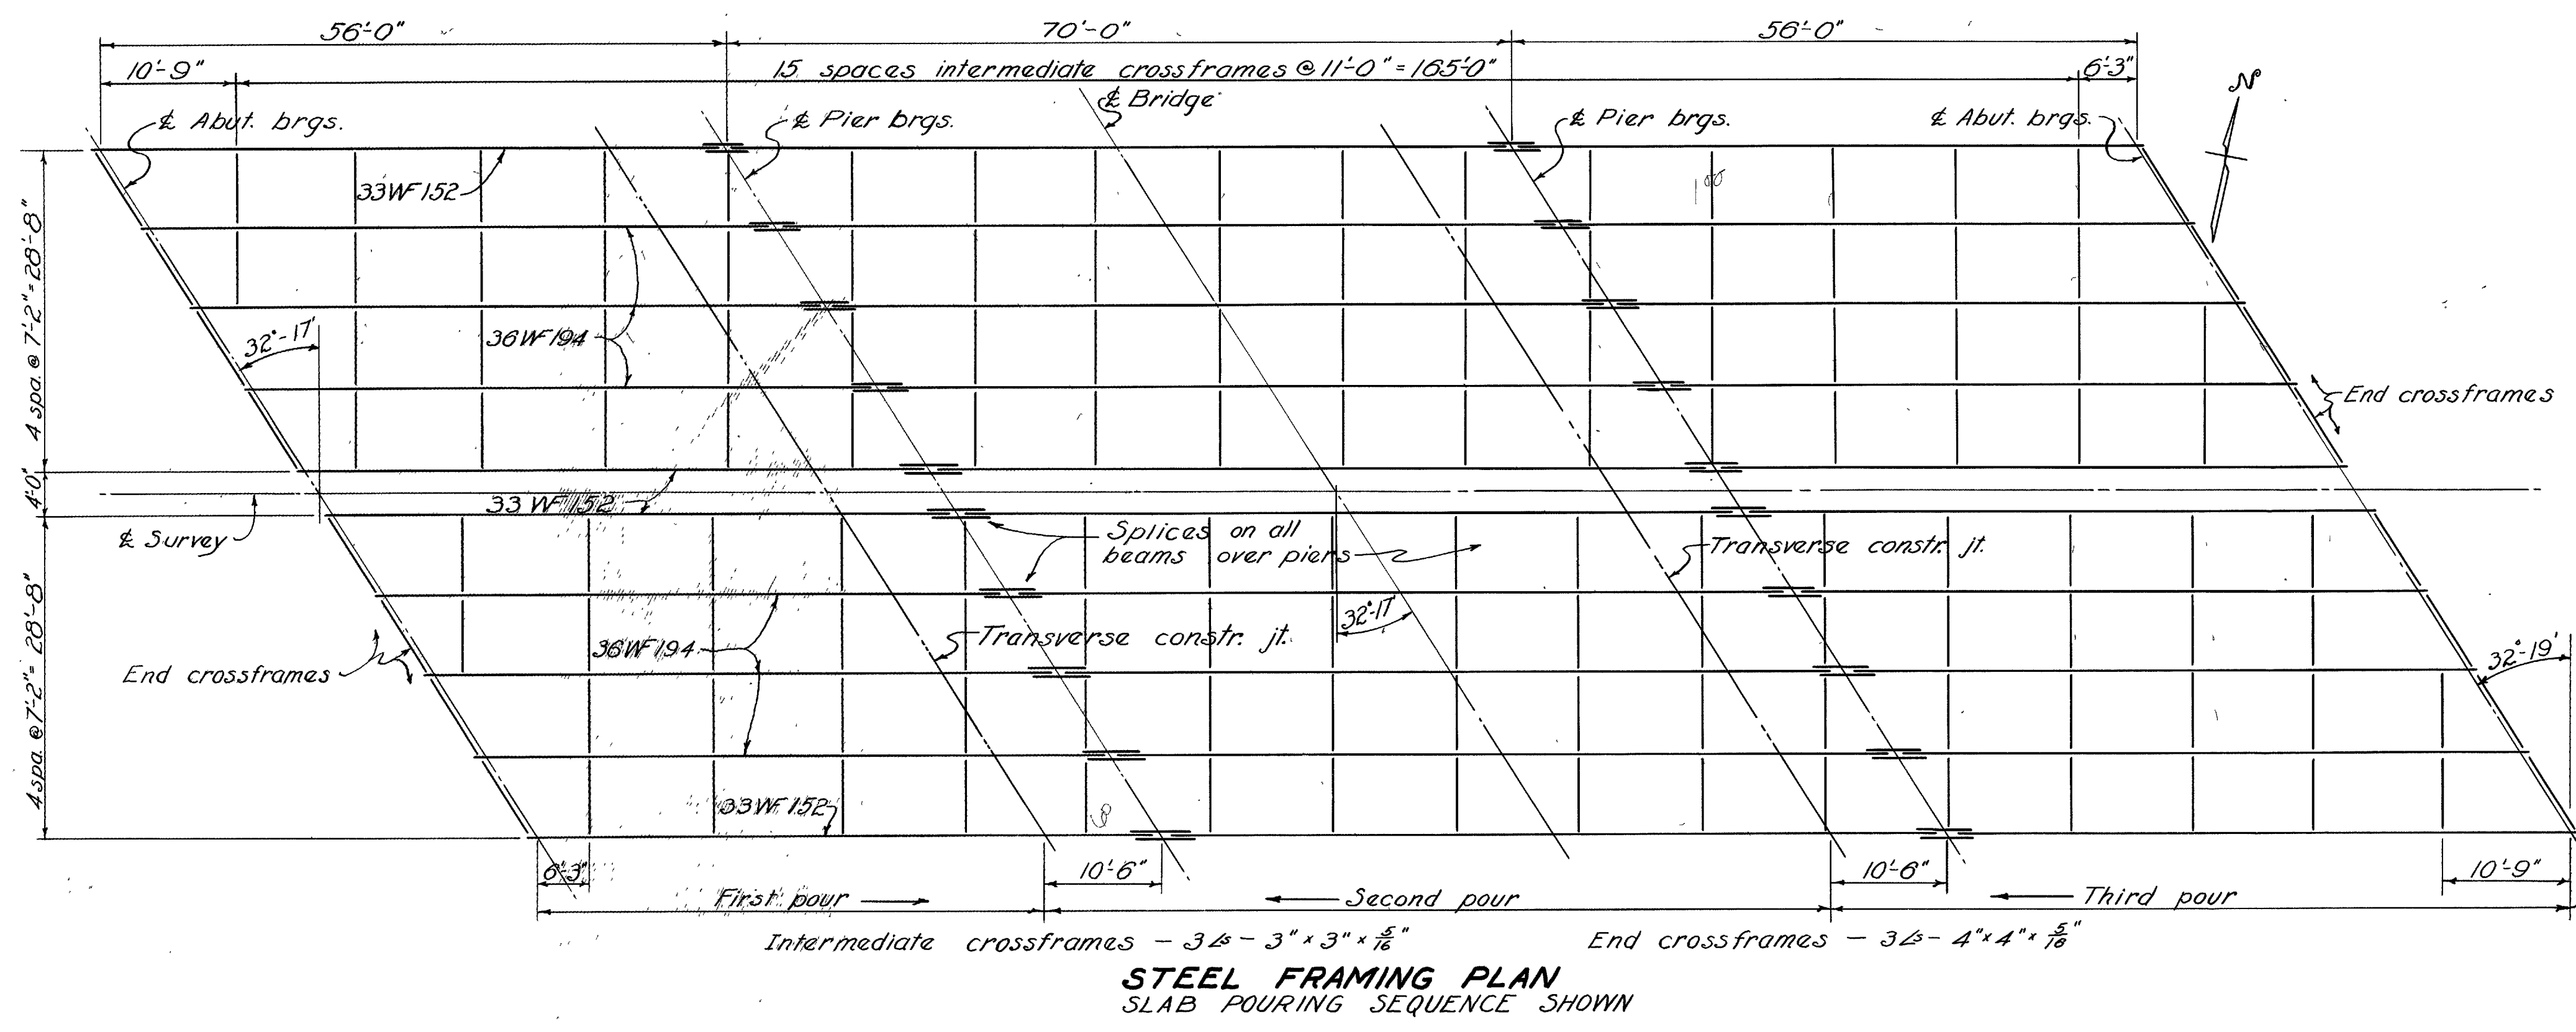 56'-0" 70'-0" 56'-0"
10'-9" 15 spaces intermediate crossframes @ 11'-0" = 165'-0" 6'-3"
N
℄ Abut. brgs. ℄ Pier brgs. ℄ Bridge ℄ Pier brgs. ℄ Abut. brgs.
33WF152
4 spa. @ 7'-2" = 28'-8"
36WF194
32°-17'
End crossframes
4'-0"
33 WF 152
℄ Survey
Splices on all
beams over piers
Transverse constr. jt.
32°-17'
Transverse constr. jt.
36WF194
End crossframes
32°-19'
4 spa. @ 7'-2" = 28'-8"
33WF152
6'-3" 10'-6" 10'-6" 10'-9"
First pour Second pour Third pour
Intermediate crossframes - 3 Ls - 3" x 3" x 5/16" End crossframes - 3 Ls - 4" x 4" x 5/16"
STEEL FRAMING PLAN
SLAB POURING SEQUENCE SHOWN